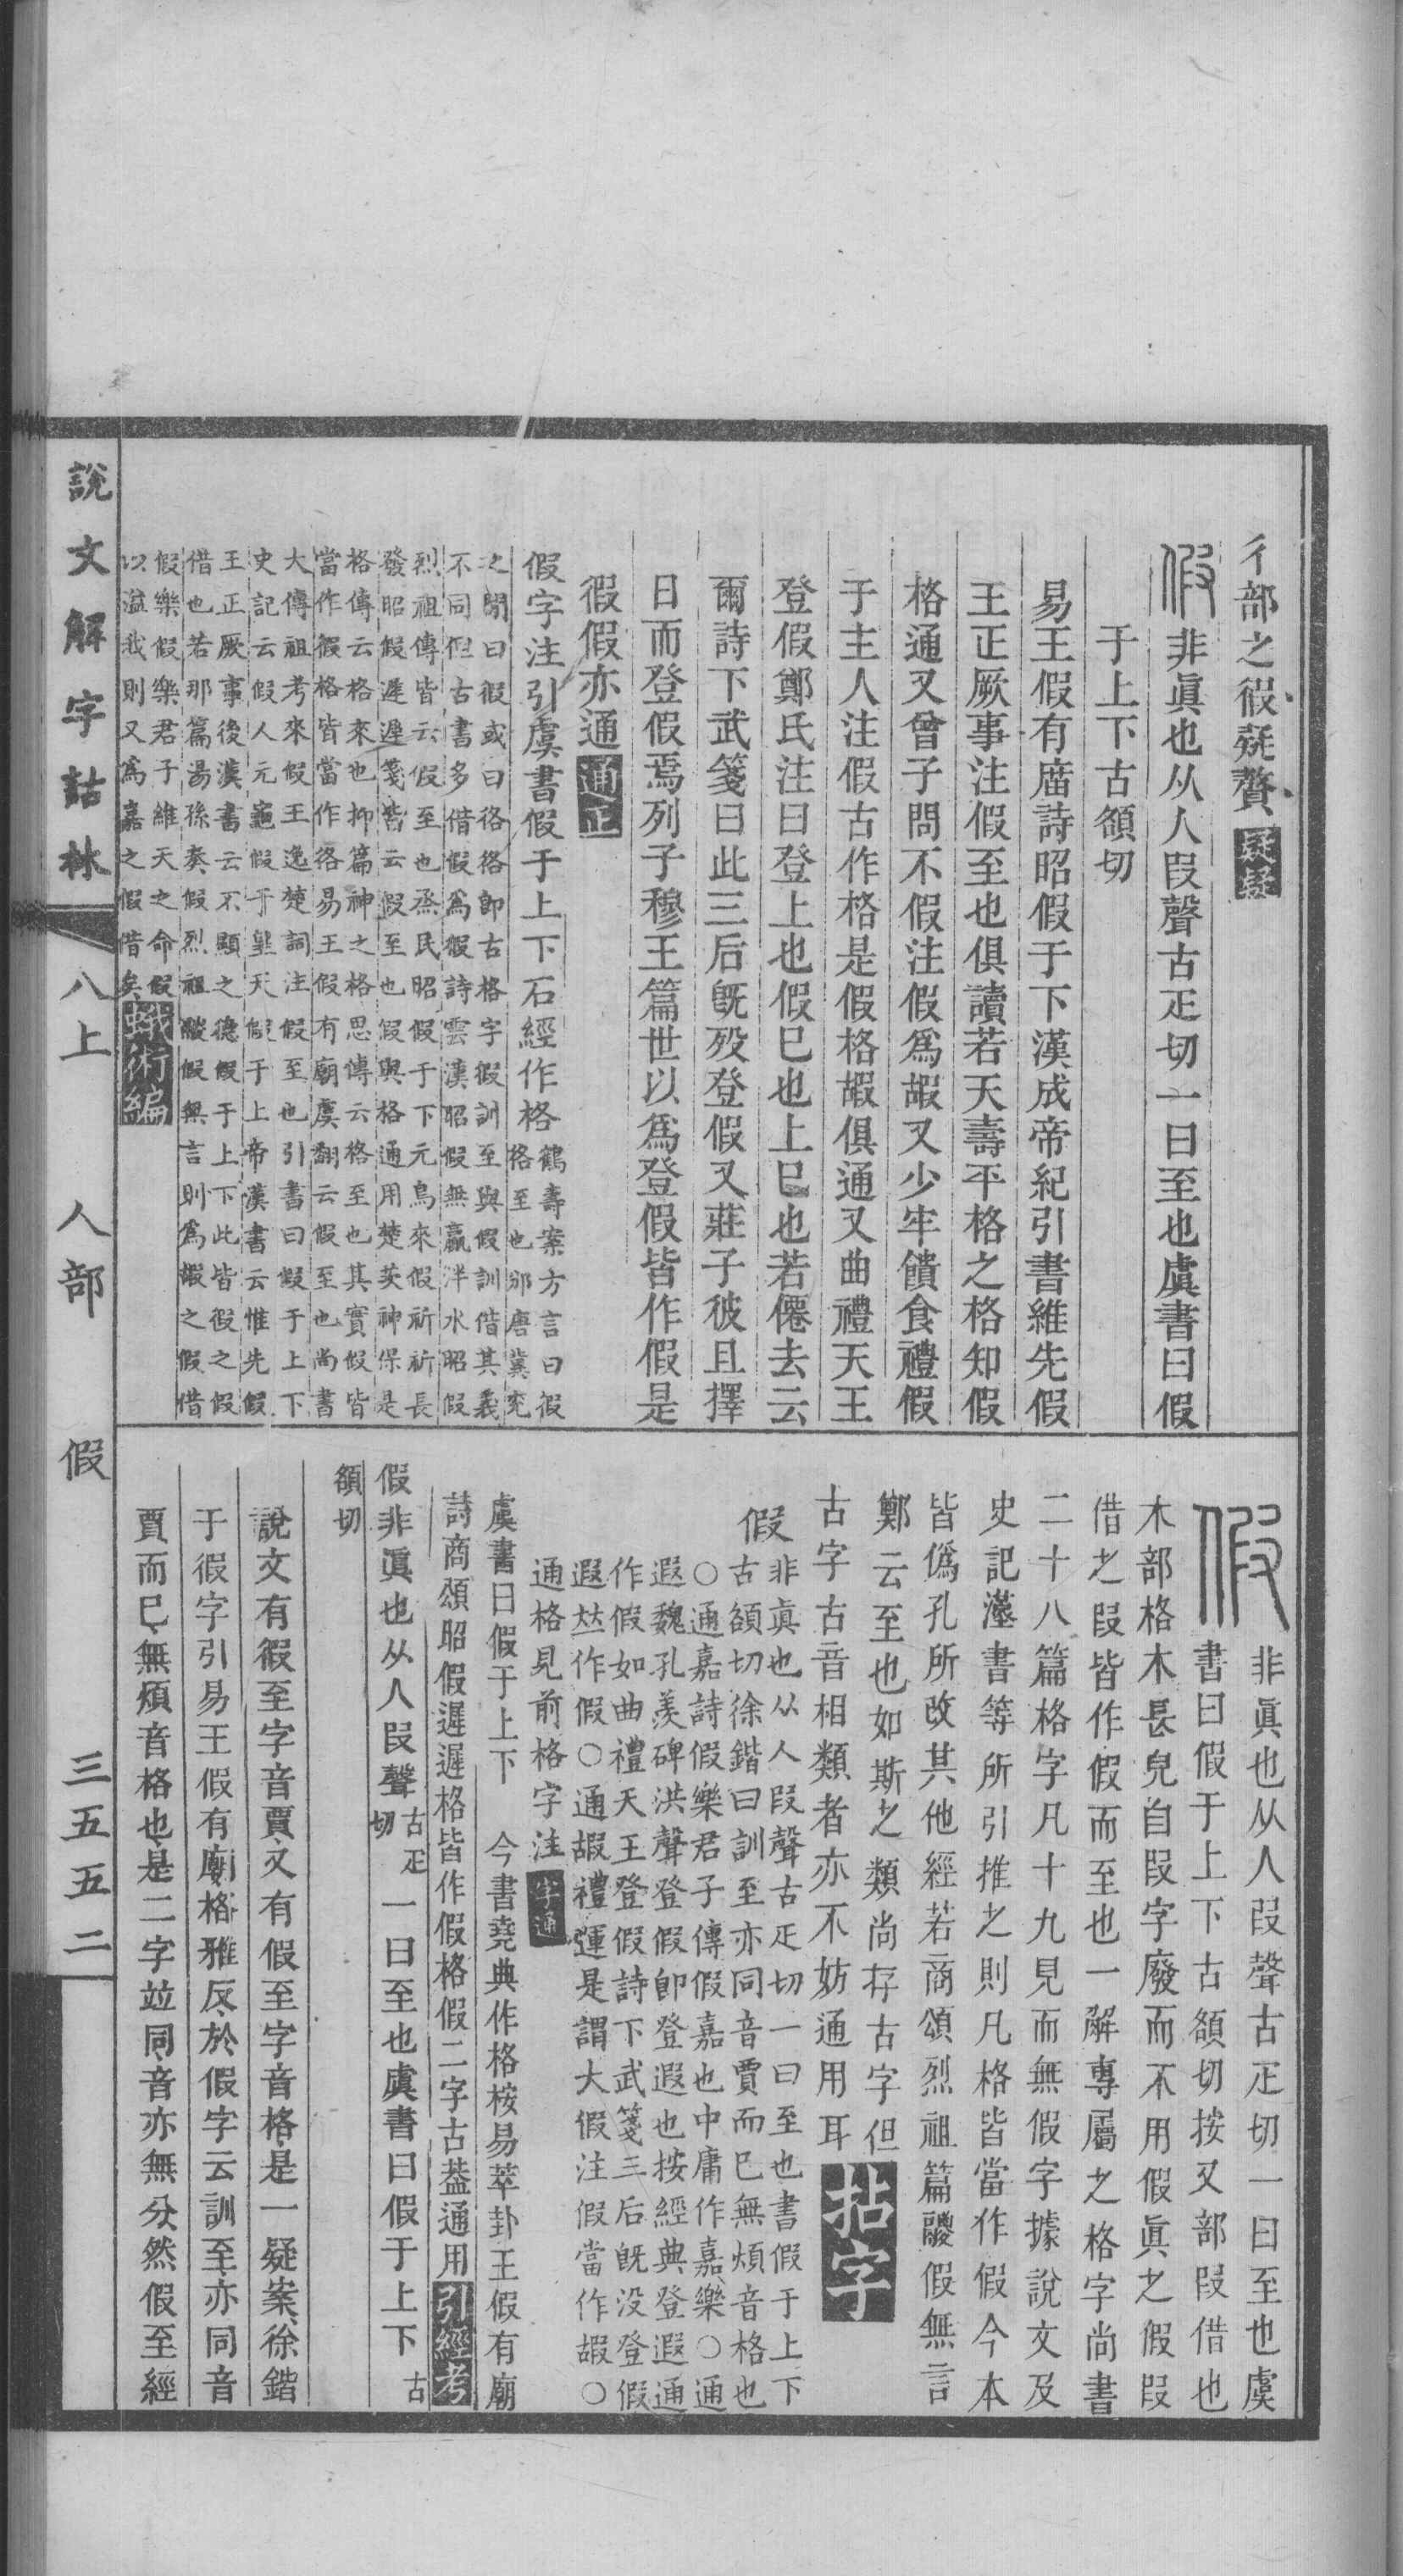 彳部之徦疑贅疑疑
假非眞也从人叚聲古疋切一曰至也虞書曰假
于上下古頟切
易王假有庿詩昭假于下漢成帝紀引書維先假
王正厥事注假至也俱讀若天壽平格之格知假
格通又曾子問不假注假爲嘏又少牢饋食禮假
于主人注假古作格是假格嘏俱通又曲禮天王
登假鄭氏注曰登上也假已也上已也若僊去云
爾詩下武箋曰此三后旣歿登假又莊子彼且擇
日而登假焉列子穆王篇世以爲登假皆作假是
徦假亦通通正
假字注引虞書假于上下石經作格鶴壽案方言曰假
格至也邠唐冀兖
之閒曰假或曰佫佫卽古格字假訓至與假訓借其義
不同但古書多借假爲徦詩雲漢昭假無贏泮水昭假
烈祖傳皆云假至也烝民昭假于下元鳥來假祈祈長
發昭假遲遲箋皆云假至也假與格通用楚茨神保是
格傳云格來也抑篇神之格思傳云格至也其實假皆
當作徦格皆當作佫易王假有廟虞翻云假至也尚書
大傳祖考來假王逸楚詞注假至也引書曰假于上下
史記云假人元龜假于皇天假于上帝漢書云惟先假
王正厥事後漢書云不顯之德假于上下此皆徦之假
借也若那篇湯孫奏假烈祖鬷假無言則爲嘏之假借
假樂假樂君子維天之命假
以溢我則又爲嘉之假借矣蛾術編
假非眞也从人叚聲古疋切一曰至也虞
書曰假于上下古頟切按又部叚借也
木部格木長皃自叚字廢而不用假眞之假叚
借之叚皆作假而至也一解專屬之格字尚書
二十八篇格字凡十九見而無假字據說文及
史記漢書等所引推之則凡格皆當作假今本
皆僞孔所改其他經若商頌烈祖篇鬷假無言
鄭云至也如斯之類尚存古字但
古字古音相類者亦不妨通用耳拈字
假非眞也从人叚聲古疋切一曰至也書假于上下
古頟切徐鍇曰訓至亦同音賈而已無煩音格也
○通嘉詩假樂君子傳假嘉也中庸作嘉樂○通
遐魏孔羨碑洪聲登假卽登遐也按經典登遐通
作假如曲禮天王登假詩下武箋三后旣没登假
遐𠀤作假○通嘏禮運是謂大假注假當作嘏○
通格見前格字注字通
虞書曰假于上下　今書堯典作格桉易萃卦王假有廟
詩商頌昭假遲遲格皆作假格假二字古葢通用引經考
假非眞也从人叚聲古疋
切一曰至也虞書曰假于上下古
頟切
說文有徦至字音賈又有假至字音格是一疑案徐鍇
于徦字引易王假有廟格雅反於假字云訓至亦同音
賈而已無煩音格也是二字竝同音亦無分然假至經
說文解字詁林　八上　人部　假　三五五二